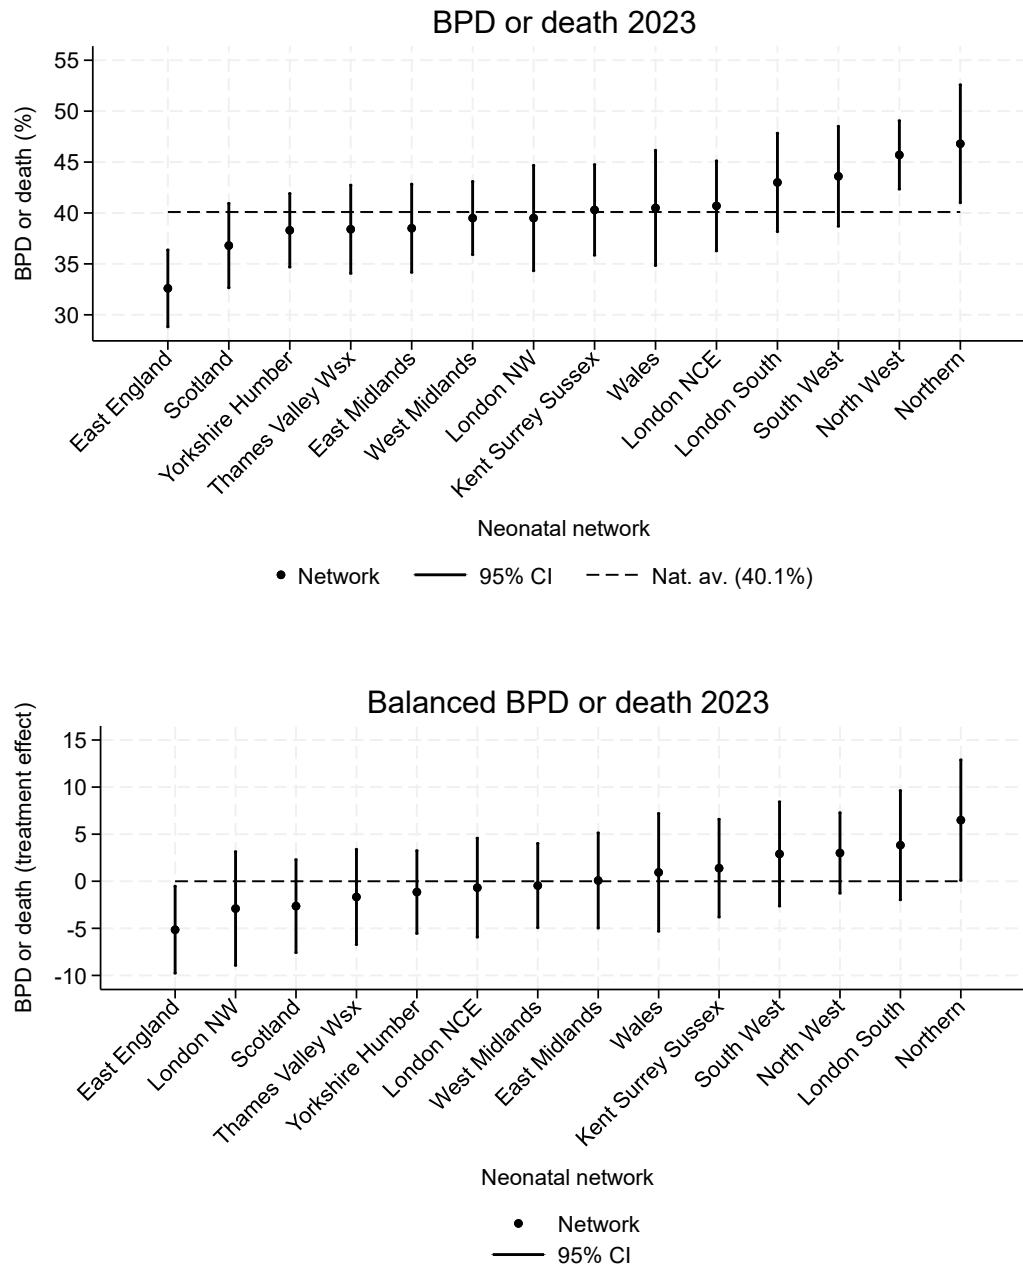 BPD or death 2023
BPD or death (%)
55
50
45
40
35
30
East England
Scotland
Yorkshire Humber
Thames Valley Wsx
East Midlands
West Midlands
London NW
Kent Surrey Sussex
Wales
London NCE
London South
South West
North West
Northern
Neonatal network
Network 95% CI Nat. av. (40.1%)
Balanced BPD or death 2023
BPD or death (treatment effect)
15
10
5
0
-5
-10
East England
London NW
Scotland
Thames Valley Wsx
Yorkshire Humber
London NCE
West Midlands
East Midlands
Wales
Kent Surrey Sussex
South West
North West
London South
Northern
Neonatal network
Network
95% CI